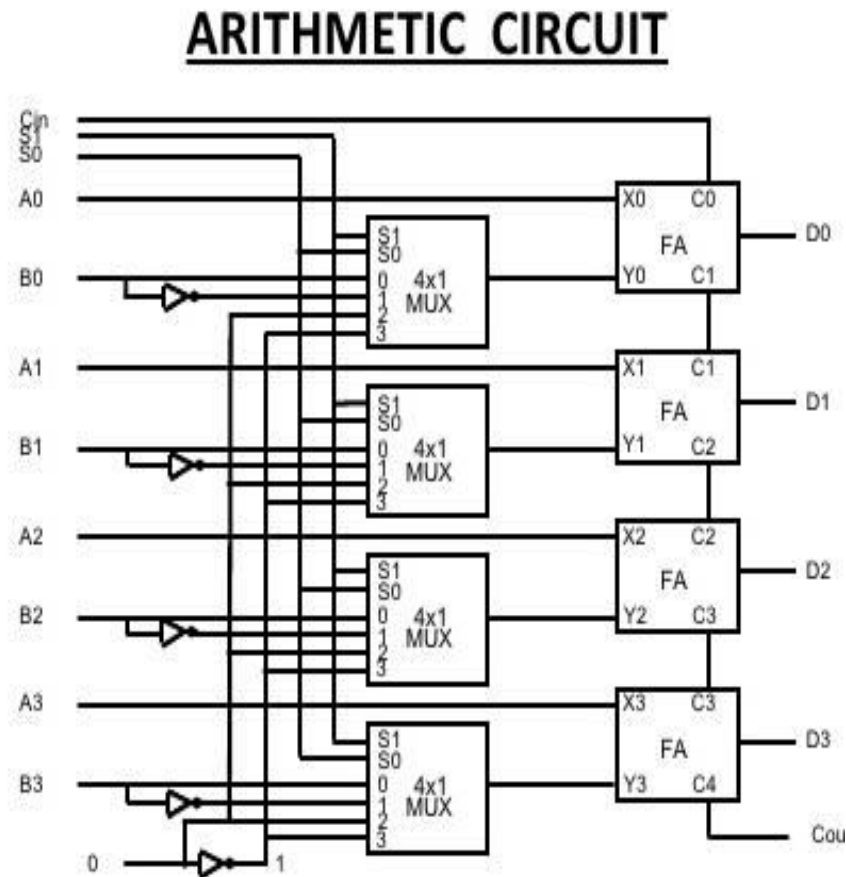 ARITHMETIC CIRCUIT
Cin
S1
S0
A0
X0 C0
FA
D0
S1
S0
B0
0 4x1
1 MUX
2
3
Y0 C1
A1
X1 C1
FA
D1
S1
S0
B1
0 4x1
1 MUX
2
3
Y1 C2
A2
X2 C2
FA
D2
S1
S0
B2
0 4x1
1 MUX
2
3
Y2 C3
A3
X3 C3
FA
D3
S1
S0
B3
0 4x1
1 MUX
2
3
Y3 C4
Cou
0 1